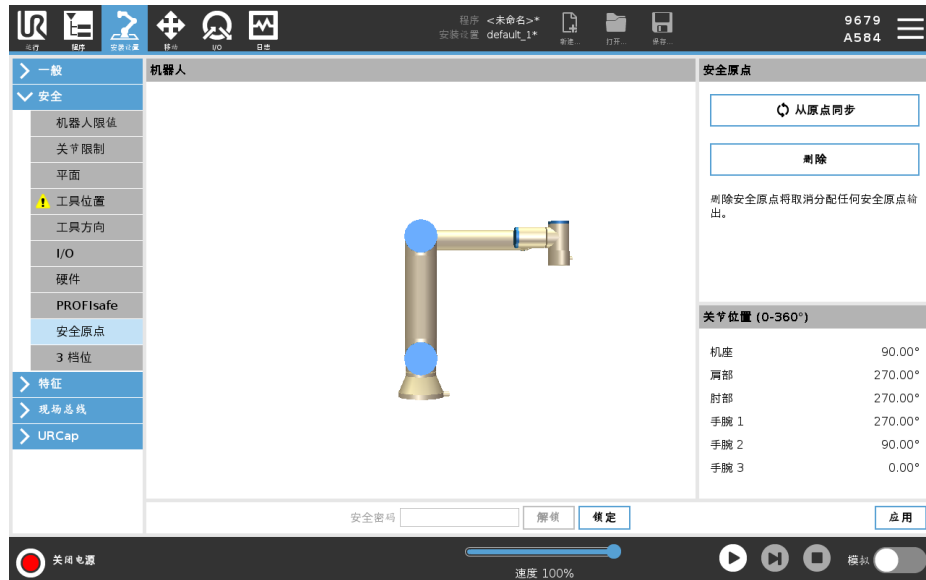 UR
运行
程序
安装设置
移动
I/O
日志
程序 <未命名>*
安装设置 default_1*
新建...
打开...
保存...
9679
A584
一般
安全
机器人限值
关节限制
平面
工具位置
工具方向
I/O
硬件
PROFIsafe
安全原点
3 档位
特征
现场总线
URCap
机器人
安全原点
从原点同步
删除
删除安全原点将取消分配任何安全原点输
出。
关节位置 (0-360°)
机座 90.00°
肩部 270.00°
肘部 270.00°
手腕 1 270.00°
手腕 2 90.00°
手腕 3 0.00°
安全密码
解锁
锁定
应用
关闭电源
速度 100%
模拟